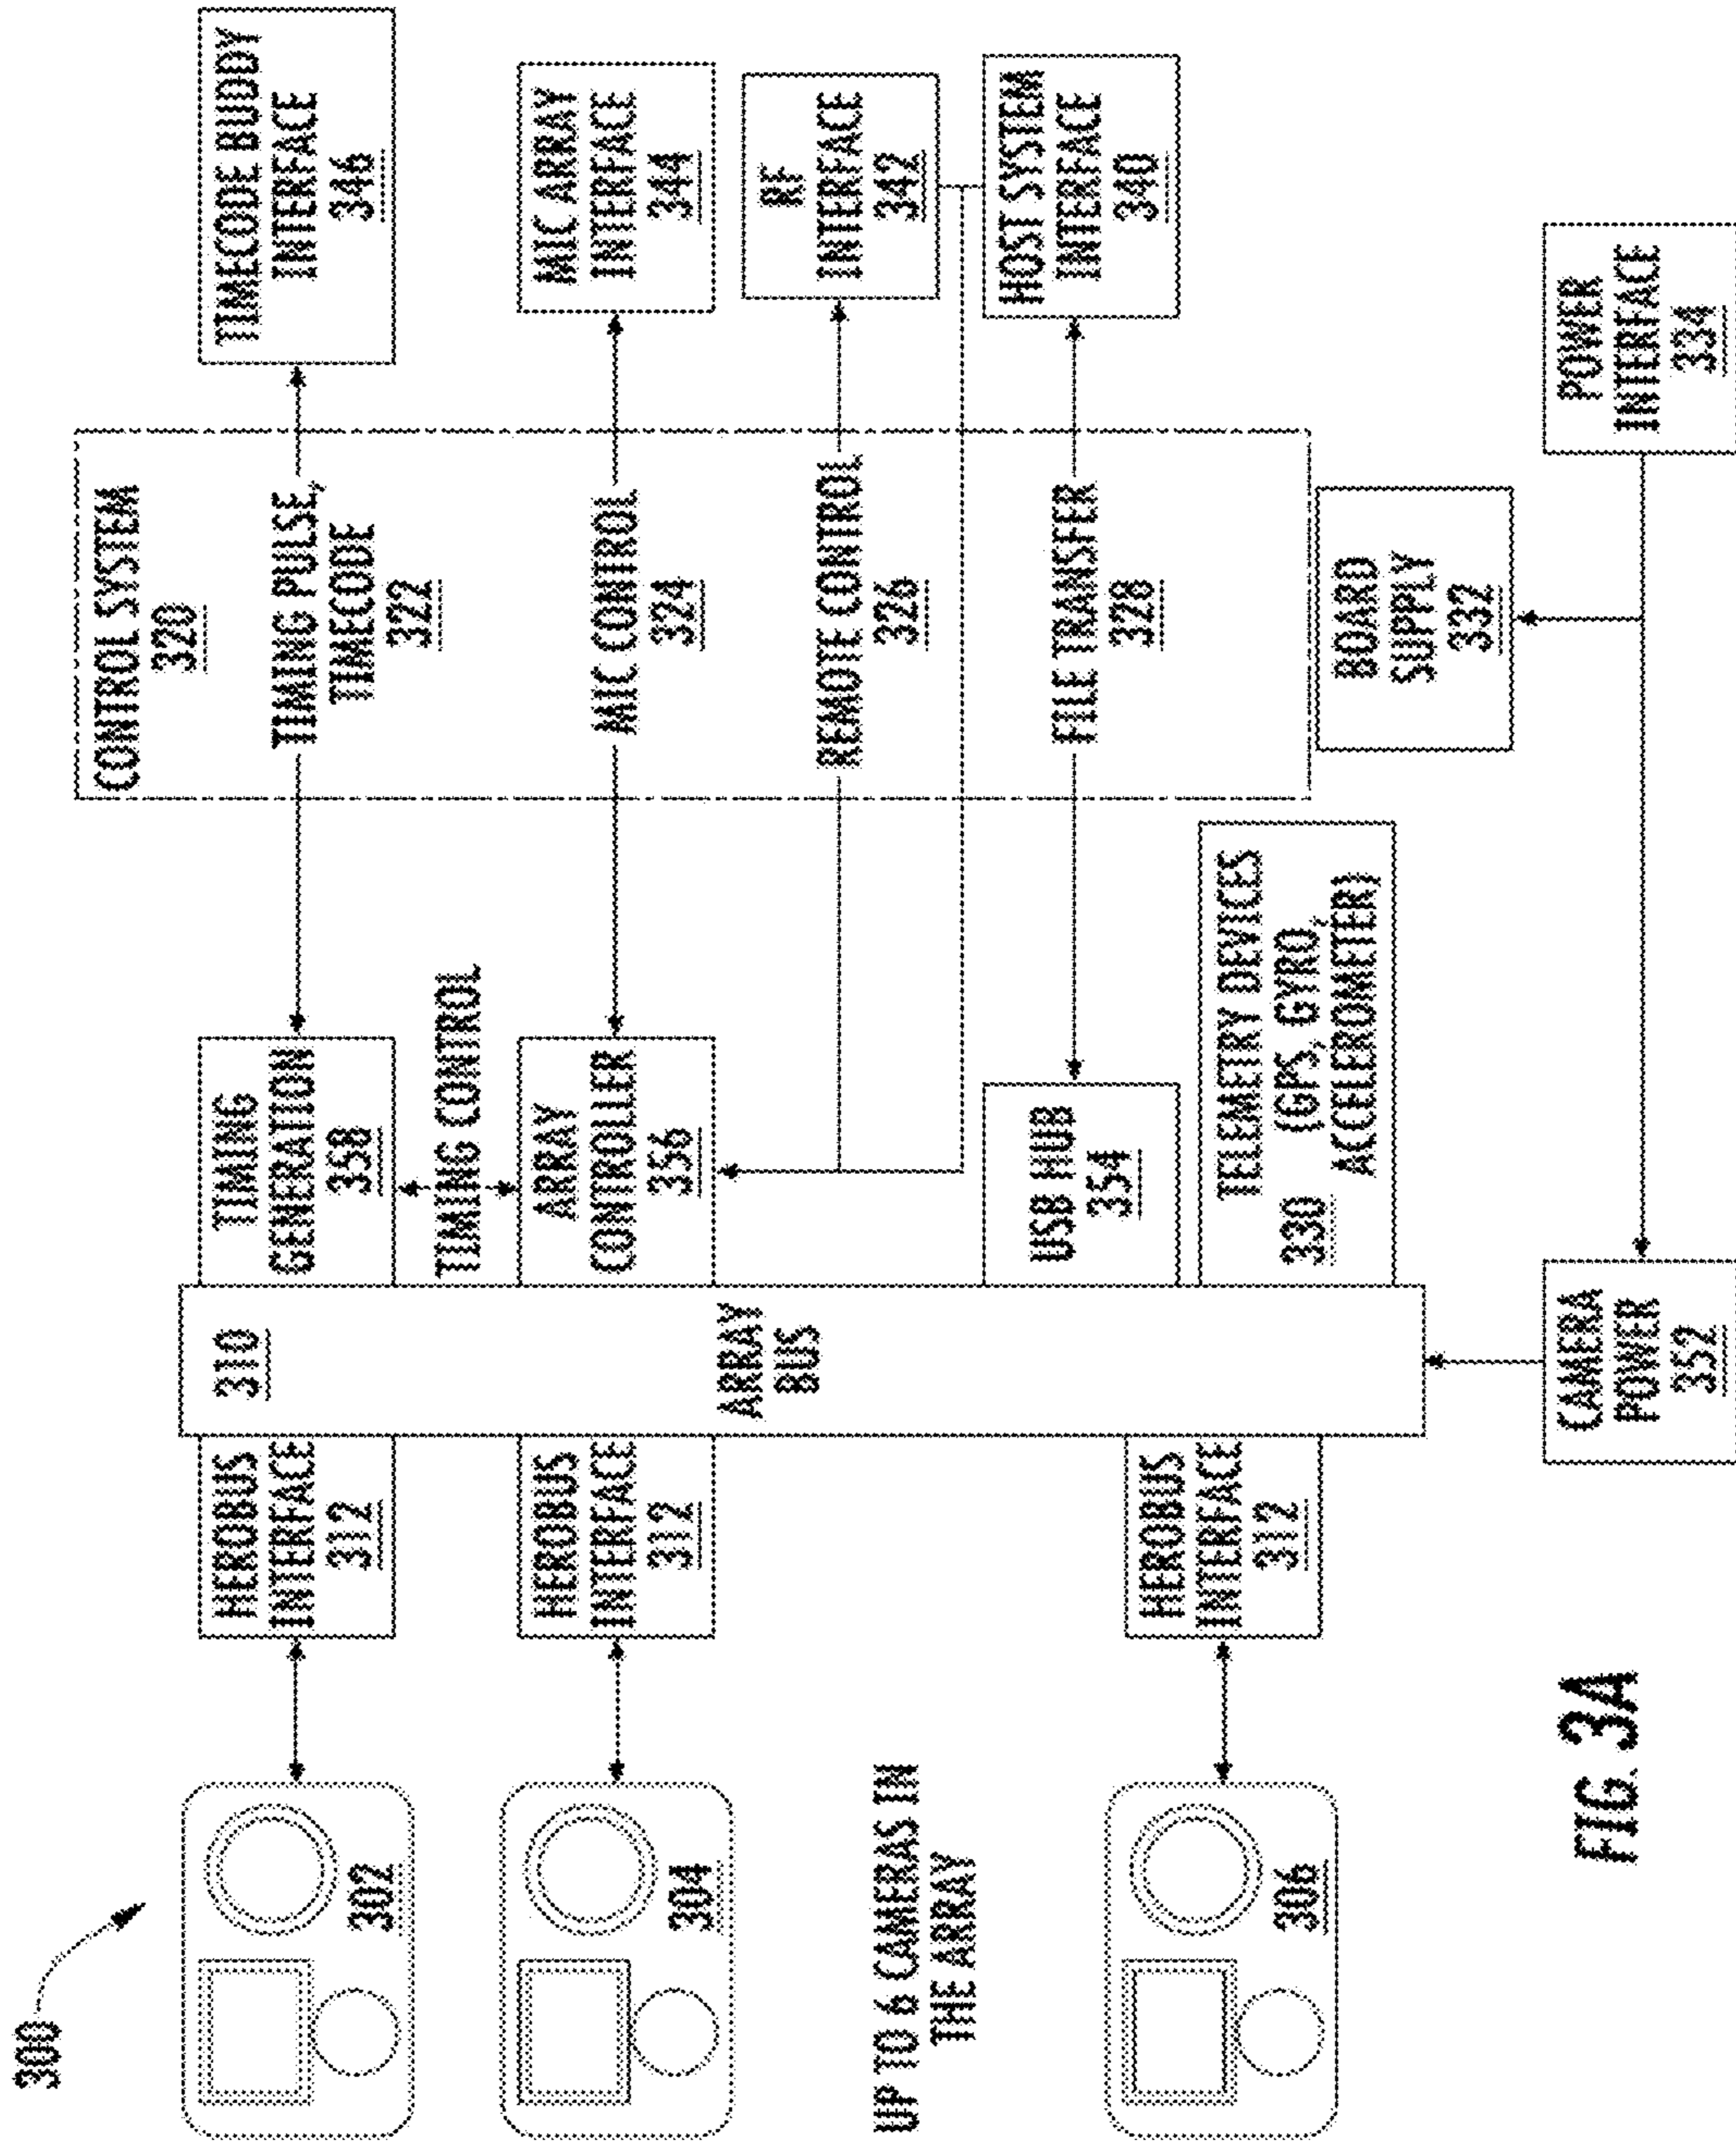 300
302
304
UP TO 6 CAMERAS IN
THE ARRAY
306
HEROBUS
INTERFACE
312
HEROBUS
INTERFACE
312
HEROBUS
INTERFACE
312
310
ARRAY
BUS
TIMING
GENERATION
358
TIMING CONTROL
ARRAY
CONTROLLER
356
USB HUB
354
TELEMETRY DEVICES
330 (GPS, GYRO,
ACCELEROMETER)
CAMERA
POWER
352
CONTROL SYSTEM
320
TIMING PULSE,
TIMECODE
322
MIC CONTROL
324
REMOTE CONTROL
326
FILE TRANSFER
328
BOARD
SUPPLY
332
TIMECODE BUDDY
INTERFACE
346
MIC ARRAY
INTERFACE
344
RF
INTERFACE
342
HOST SYSTEM
INTERFACE
340
POWER
INTERFACE
334
FIG. 3A